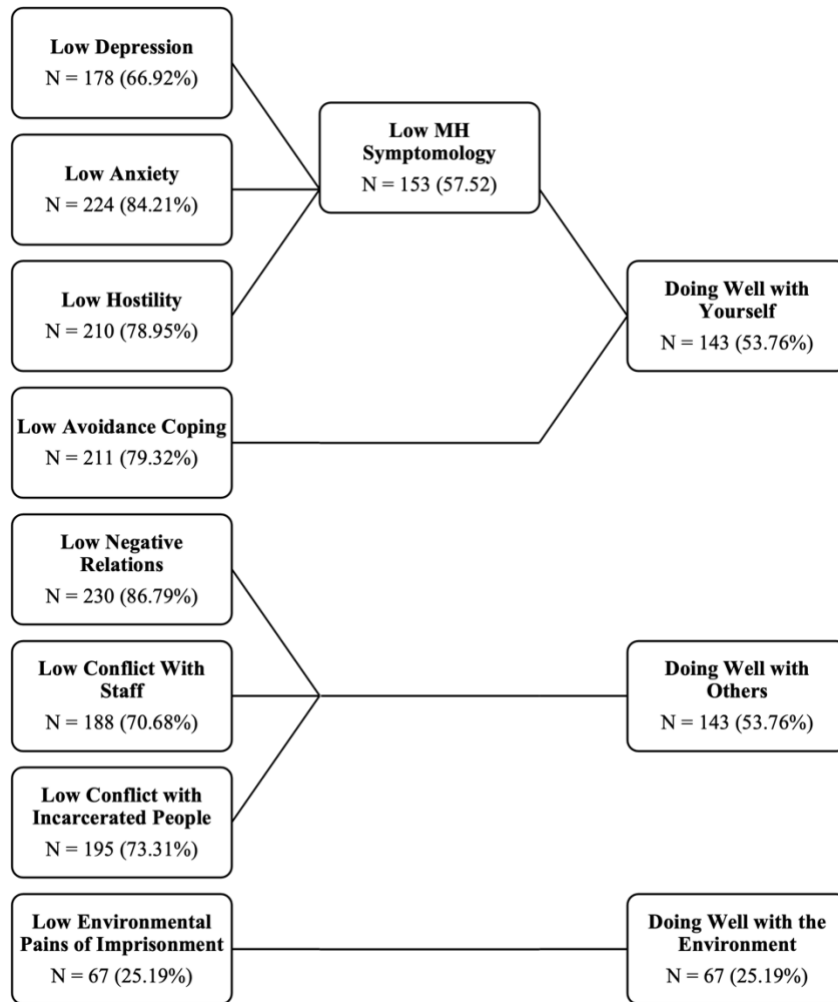 Low Depression
N = 178 (66.92%)
Low Anxiety
N = 224 (84.21%)
Low Hostility
N = 210 (78.95%)
Low Avoidance Coping
N = 211 (79.32%)
Low Negative
Relations
N = 230 (86.79%)
Low Conflict With
Staff
N = 188 (70.68%)
Low Conflict with
Incarcerated People
N = 195 (73.31%)
Low Environmental
Pains of Imprisonment
N = 67 (25.19%)
Low MH
Symptomology
N = 153 (57.52)
Doing Well with
Yourself
N = 143 (53.76%)
Doing Well with
Others
N = 143 (53.76%)
Doing Well with the
Environment
N = 67 (25.19%)